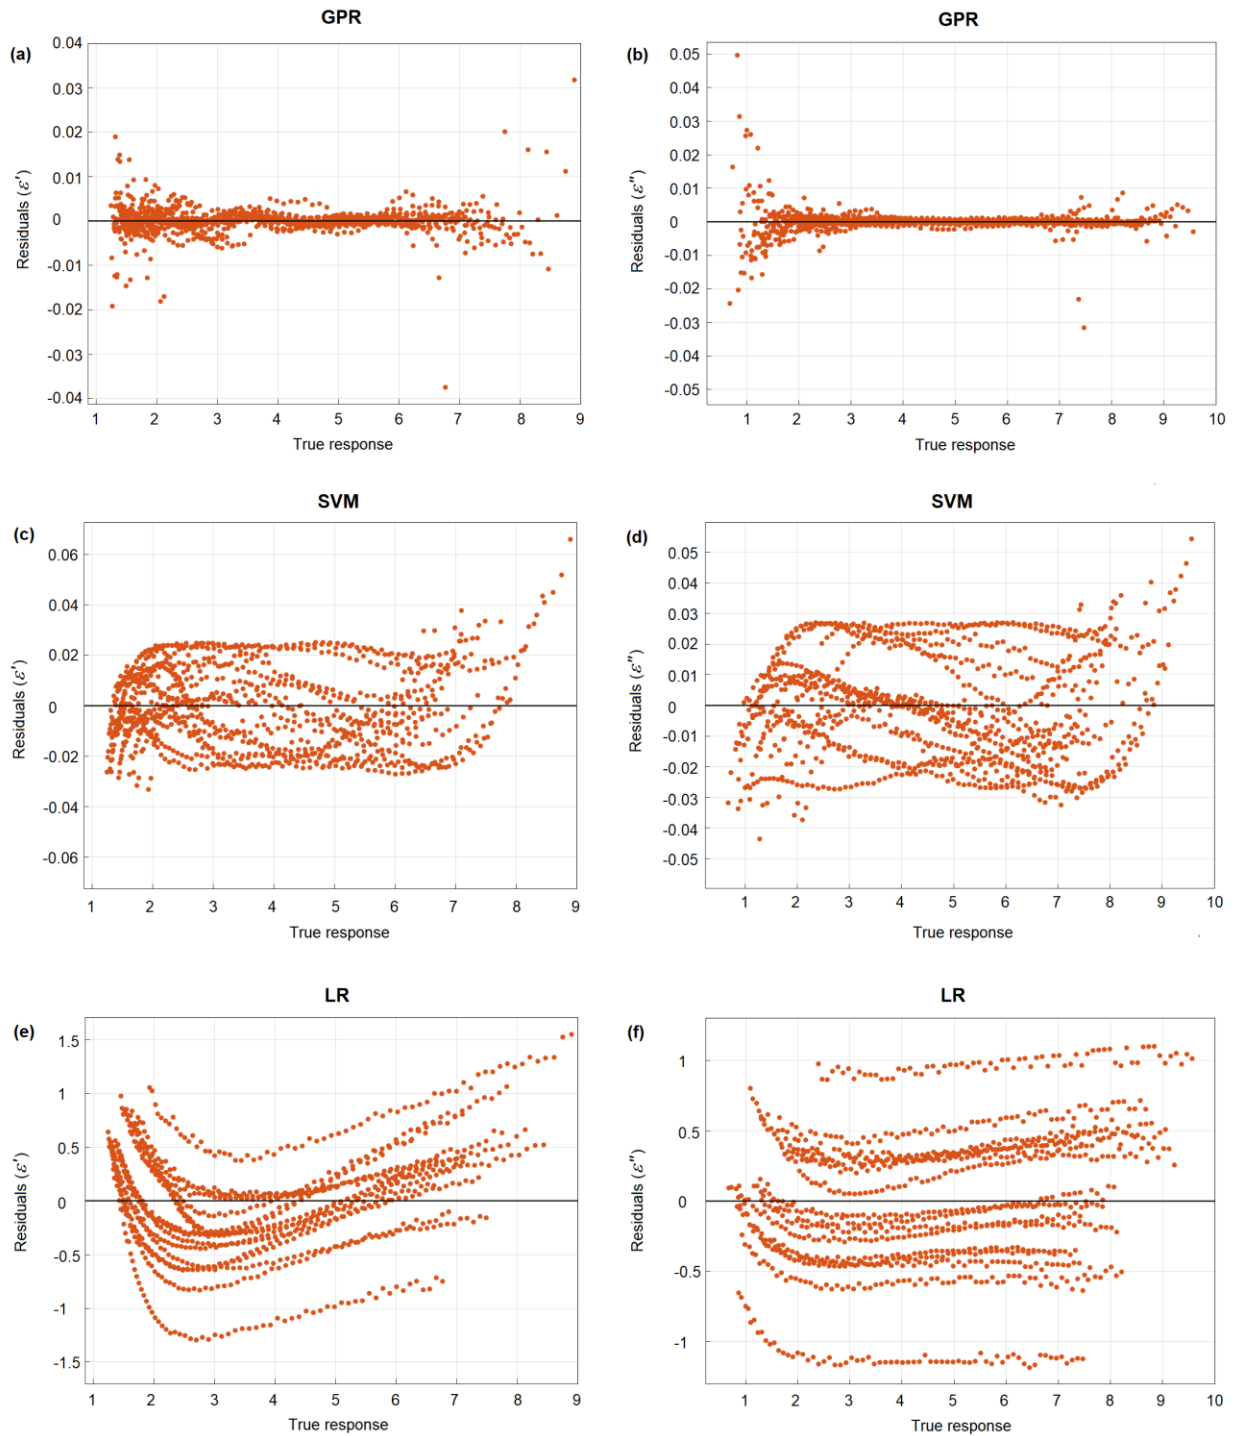 GPR
(a)
0.04
0.03
0.02
0.01
0
-0.01
-0.02
-0.03
-0.04
Residuals (ε')
1 2 3 4 5 6 7 8 9
True response
GPR
(b)
0.05
0.04
0.03
0.02
0.01
0
-0.01
-0.02
-0.03
-0.04
-0.05
Residuals (ε")
1 2 3 4 5 6 7 8 9 10
True response
SVM
(c)
0.06
0.04
0.02
0
-0.02
-0.04
-0.06
Residuals (ε')
1 2 3 4 5 6 7 8 9
True response
SVM
(d)
0.05
0.04
0.03
0.02
0.01
0
-0.01
-0.02
-0.03
-0.04
-0.05
Residuals (ε")
1 2 3 4 5 6 7 8 9 10
True response
LR
(e)
1.5
1
0.5
0
-0.5
-1
-1.5
Residuals (ε')
1 2 3 4 5 6 7 8 9
True response
LR
(f)
1
0.5
0
-0.5
-1
Residuals (ε")
1 2 3 4 5 6 7 8 9 10
True response